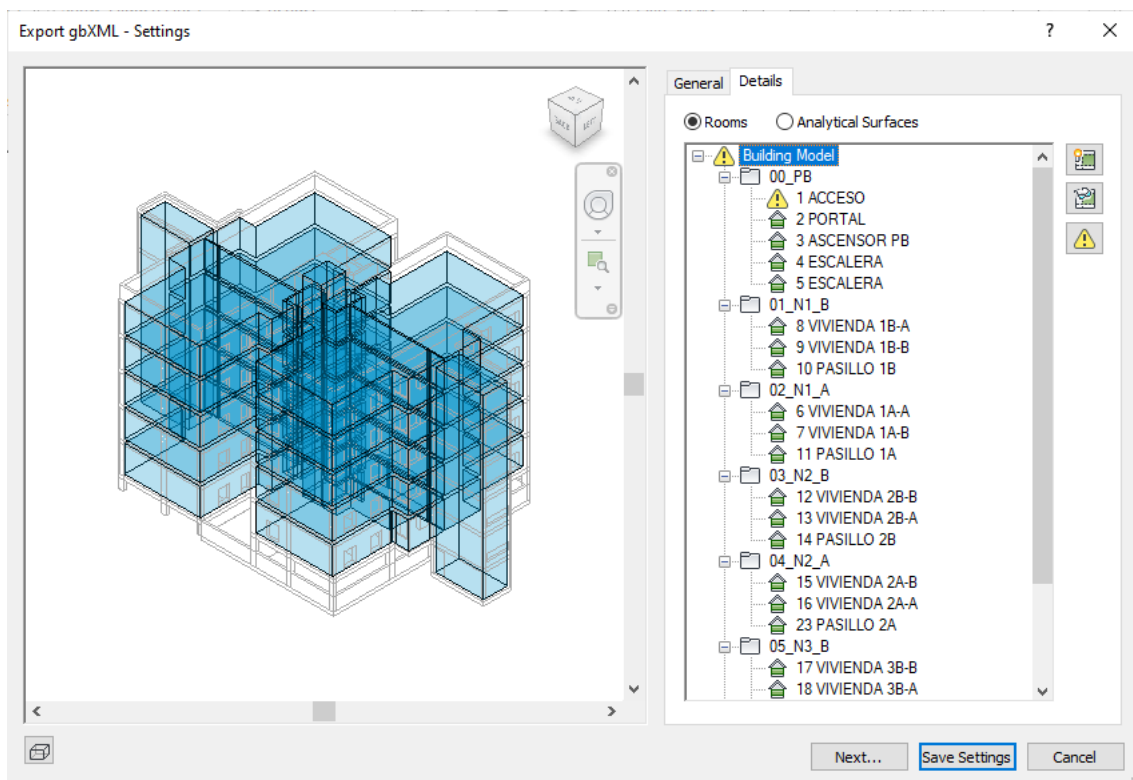 Export gbXML - Settings
?
BACK
LEFT
General
Details
Rooms
Analytical Surfaces
Building Model
00_PB
1 ACCESO
2 PORTAL
3 ASCENSOR PB
4 ESCALERA
5 ESCALERA
01_N1_B
8 VIVIENDA 1B-A
9 VIVIENDA 1B-B
10 PASILLO 1B
02_N1_A
6 VIVIENDA 1A-A
7 VIVIENDA 1A-B
11 PASILLO 1A
03_N2_B
12 VIVIENDA 2B-B
13 VIVIENDA 2B-A
14 PASILLO 2B
04_N2_A
15 VIVIENDA 2A-B
16 VIVIENDA 2A-A
23 PASILLO 2A
05_N3_B
17 VIVIENDA 3B-B
18 VIVIENDA 3B-A
Next...
Save Settings
Cancel